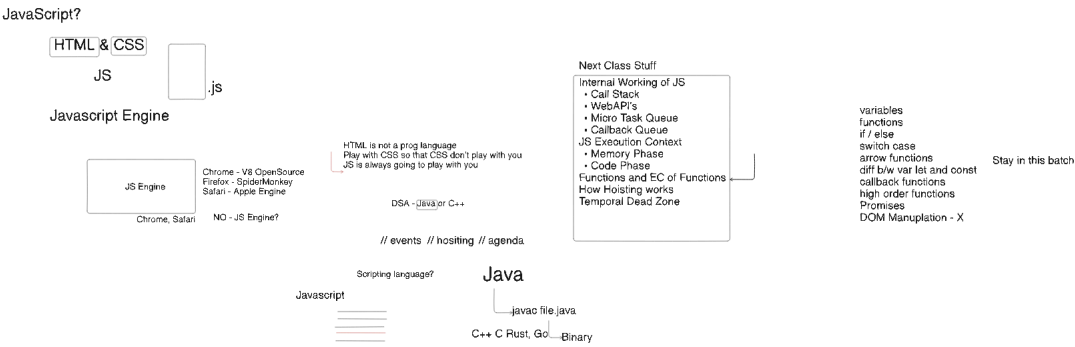 JavaScript?
HTML & CSS
JS
.js
Javascript Engine
JS Engine
Chrome - V8 OpenSource
Firefox - SpiderMonkey
Safari - Apple Engine
Chrome, Safari
NO - JS Engine?
HTML is not a prog language
Play with CSS so that CSS don't play with you
JS is always going to play with you
DSA - Java or C++
// events // hositing // agenda
Scripting language?
Javascript
Java
javac file.java
C++ C Rust, Go
Binary
Next Class Stuff
Internal Working of JS
• Call Stack
• WebAPI's
• Micro Task Queue
• Callback Queue
JS Execution Context
• Memory Phase
• Code Phase
Functions and EC of Functions
How Hoisting works
Temporal Dead Zone
variables
functions
if / else
switch case
arrow functions
diff b/w var let and const
callback functions
high order functions
Promises
DOM Manuplation - X
Stay in this batch